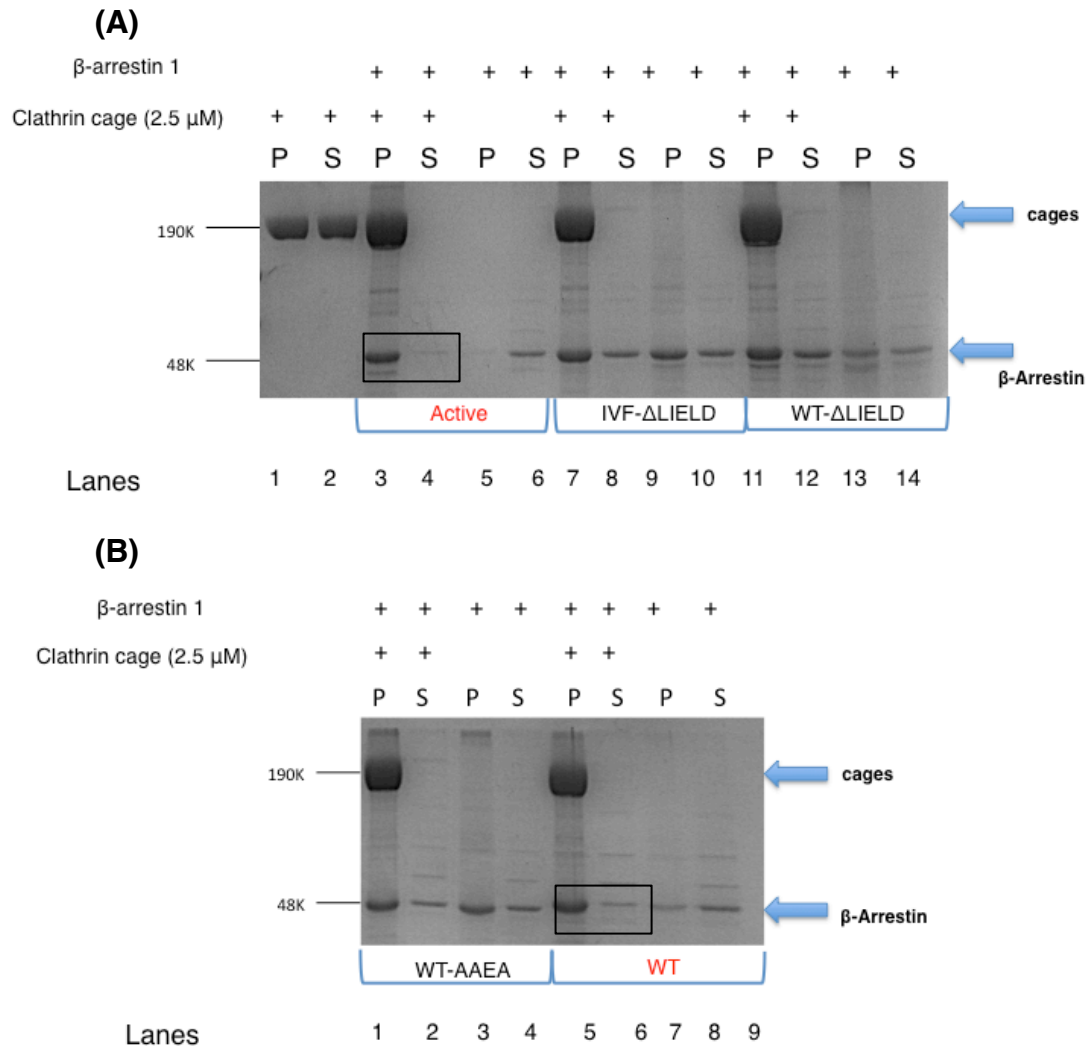 (A)
β-arrestin 1 + + + + + + + + + + + +
Clathrin cage (2.5 µM) + + + + + + + +
P S P S P S P S P S P S P S
190K
cages
48K
β-Arrestin
Active IVF-ΔLIELD WT-ΔLIELD
Lanes 1 2 3 4 5 6 7 8 9 10 11 12 13 14
(B)
β-arrestin 1 + + + + + + + +
Clathrin cage (2.5 µM) + + + +
P S P S P S P S
190K cages
48K β-Arrestin
WT-AAEA WT
Lanes 1 2 3 4 5 6 7 8 9